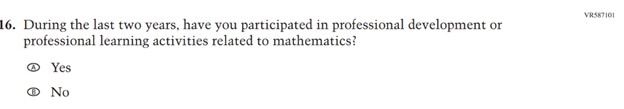 VR587101
16. During the last two years, have you participated in professional development or
professional learning activities related to mathematics?
A Yes
B No